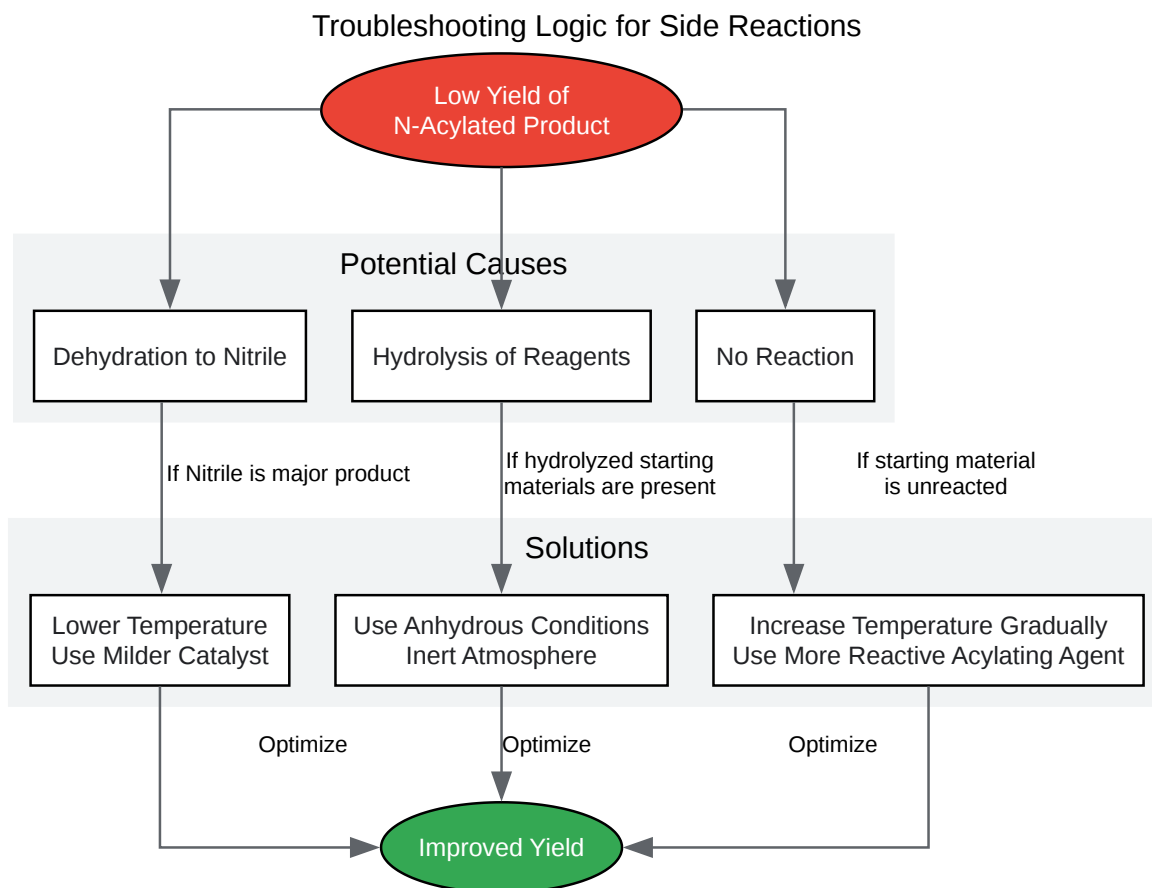 Troubleshooting Logic for Side Reactions
Low Yield of
N-Acylated Product
Potential Causes
Dehydration to Nitrile
Hydrolysis of Reagents
No Reaction
If Nitrile is major product
If hydrolyzed starting
materials are present
If starting material
is unreacted
Solutions
Lower Temperature
Use Milder Catalyst
Use Anhydrous Conditions
Inert Atmosphere
Increase Temperature Gradually
Use More Reactive Acylating Agent
Optimize
Optimize
Optimize
Improved Yield